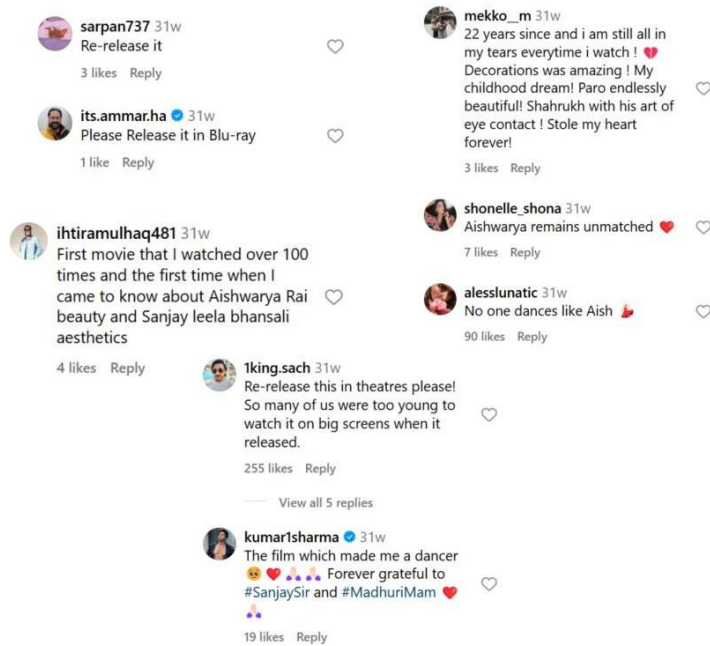 sarpan737 31w
Re-release it
3 likes Reply
its.ammar.ha 31w
Please Release it in Blu-ray
1 like Reply
ihtiramulhaq481 31w
First movie that I watched over 100
times and the first time when I
came to know about Aishwarya Rai
beauty and Sanjay leela bhansali
aesthetics
4 likes Reply
mekko__m 31w
22 years since and i am still all in
my tears everytime i watch ! 💔
Decorations was amazing ! My
childhood dream! Paro endlessly
beautiful! Shahrukh with his art of
eye contact ! Stole my heart
forever!
3 likes Reply
shonelle_shona 31w
Aishwarya remains unmatched ❤️
7 likes Reply
alesslunatic 31w
No one dances like Aish 💃
90 likes Reply
1king.sach 31w
Re-release this in theatres please!
So many of us were too young to
watch it on big screens when it
released.
255 likes Reply
View all 5 replies
kumar1sharma 31w
The film which made me a dancer
🥹❤️🙏🏻🙏🏻 Forever grateful to
#SanjaySir and #MadhuriMam ❤️
🙏🏻
19 likes Reply